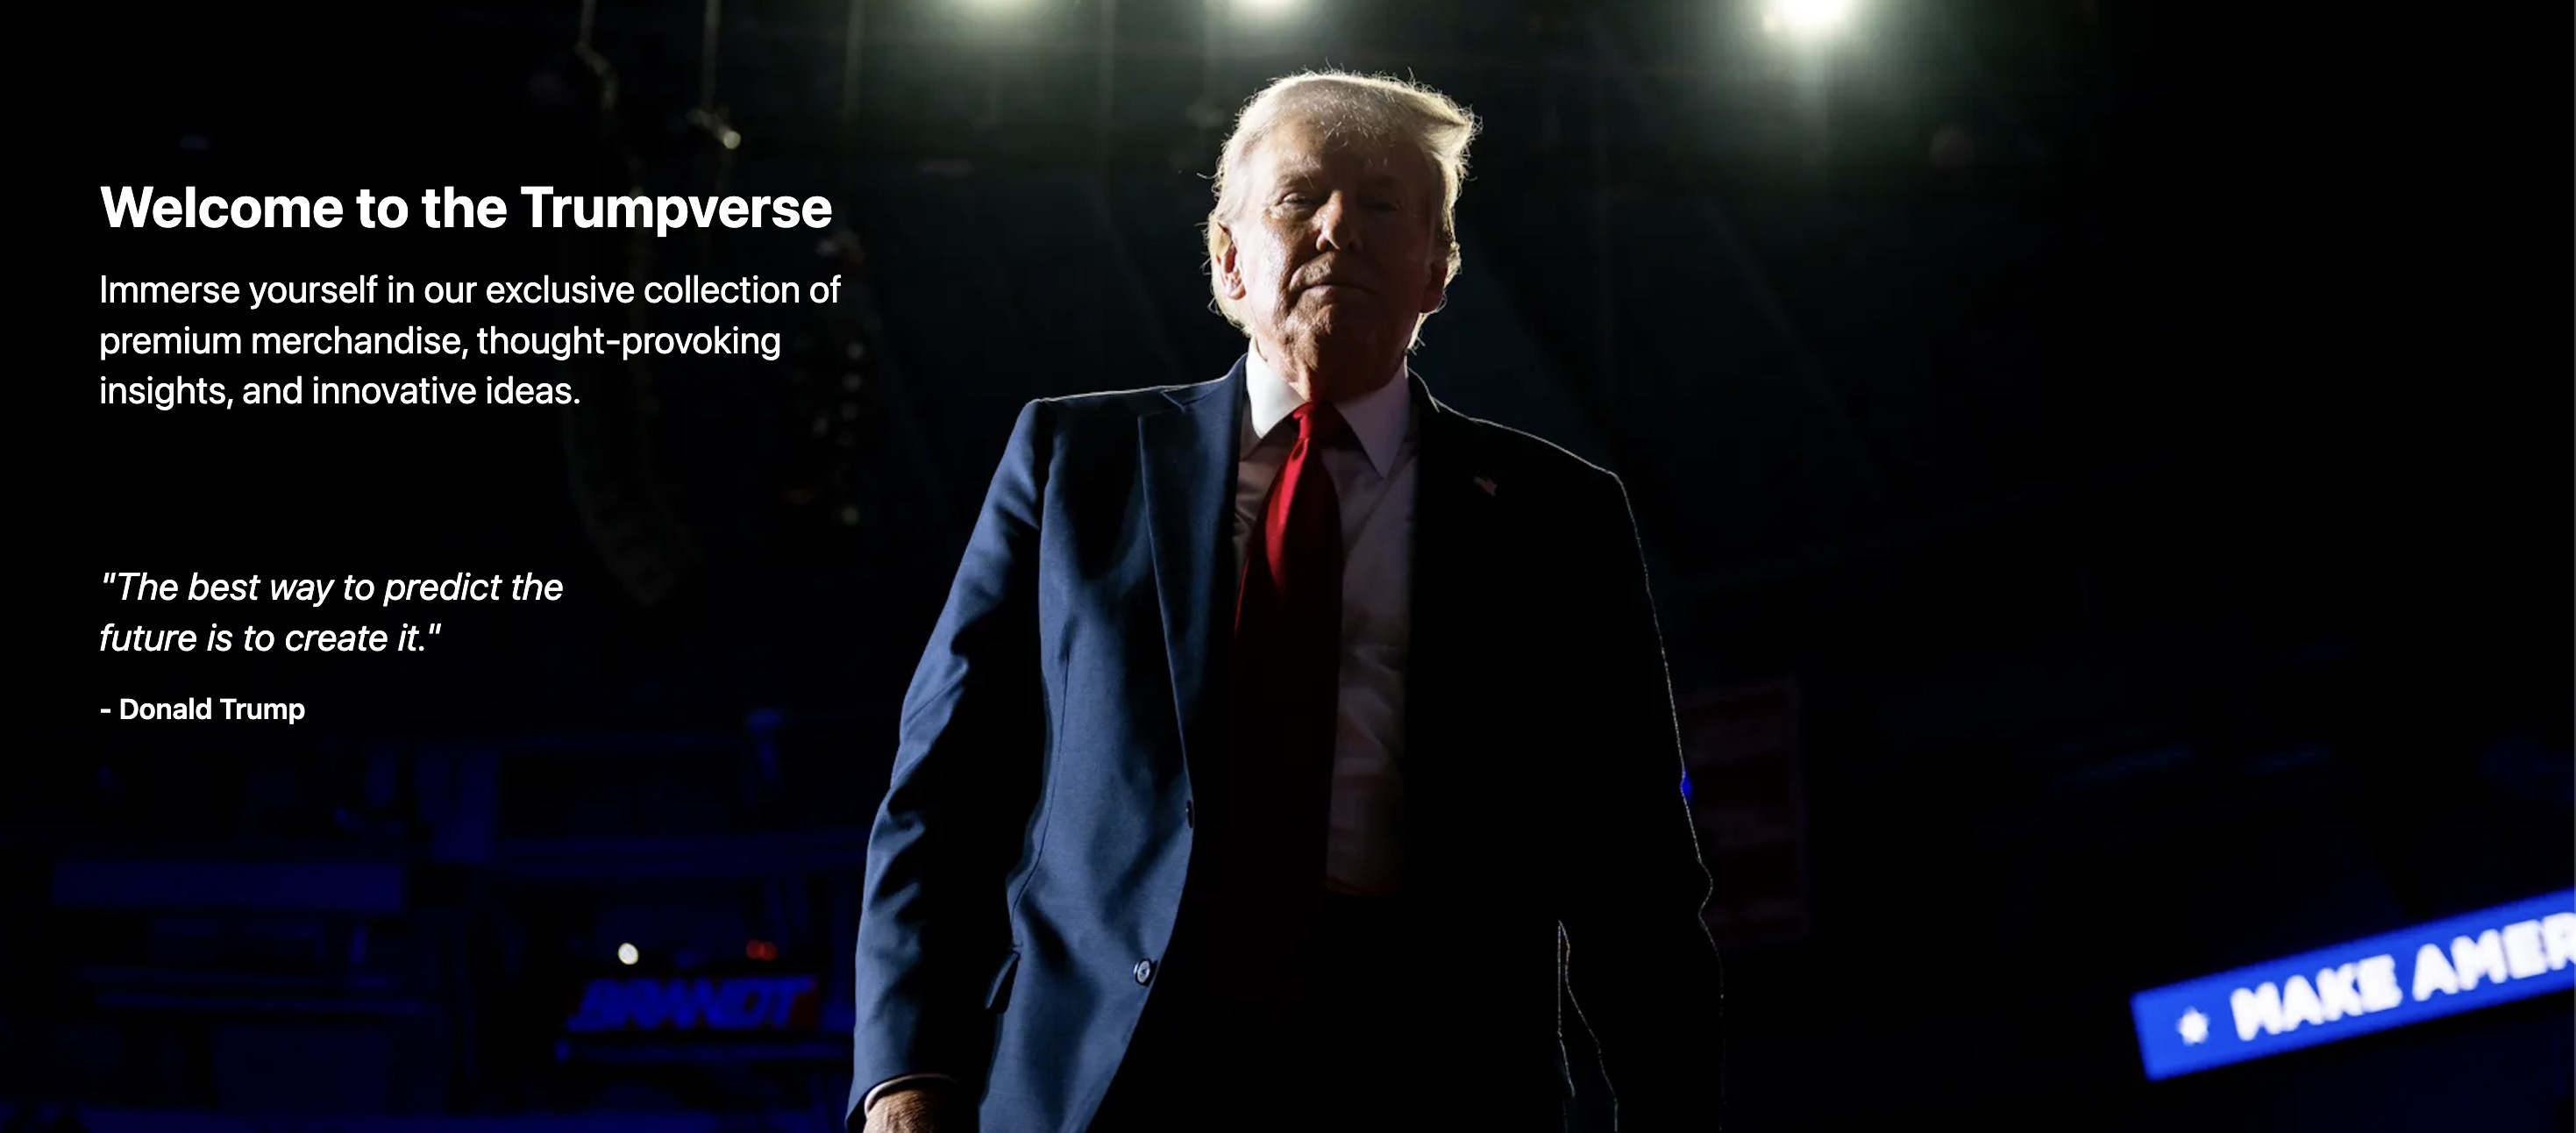 Welcome to the Trumpverse
Immerse yourself in our exclusive collection of
premium merchandise, thought-provoking
insights, and innovative ideas.
"The best way to predict the
future is to create it."
- Donald Trump
BRANDT
MAKE AMER